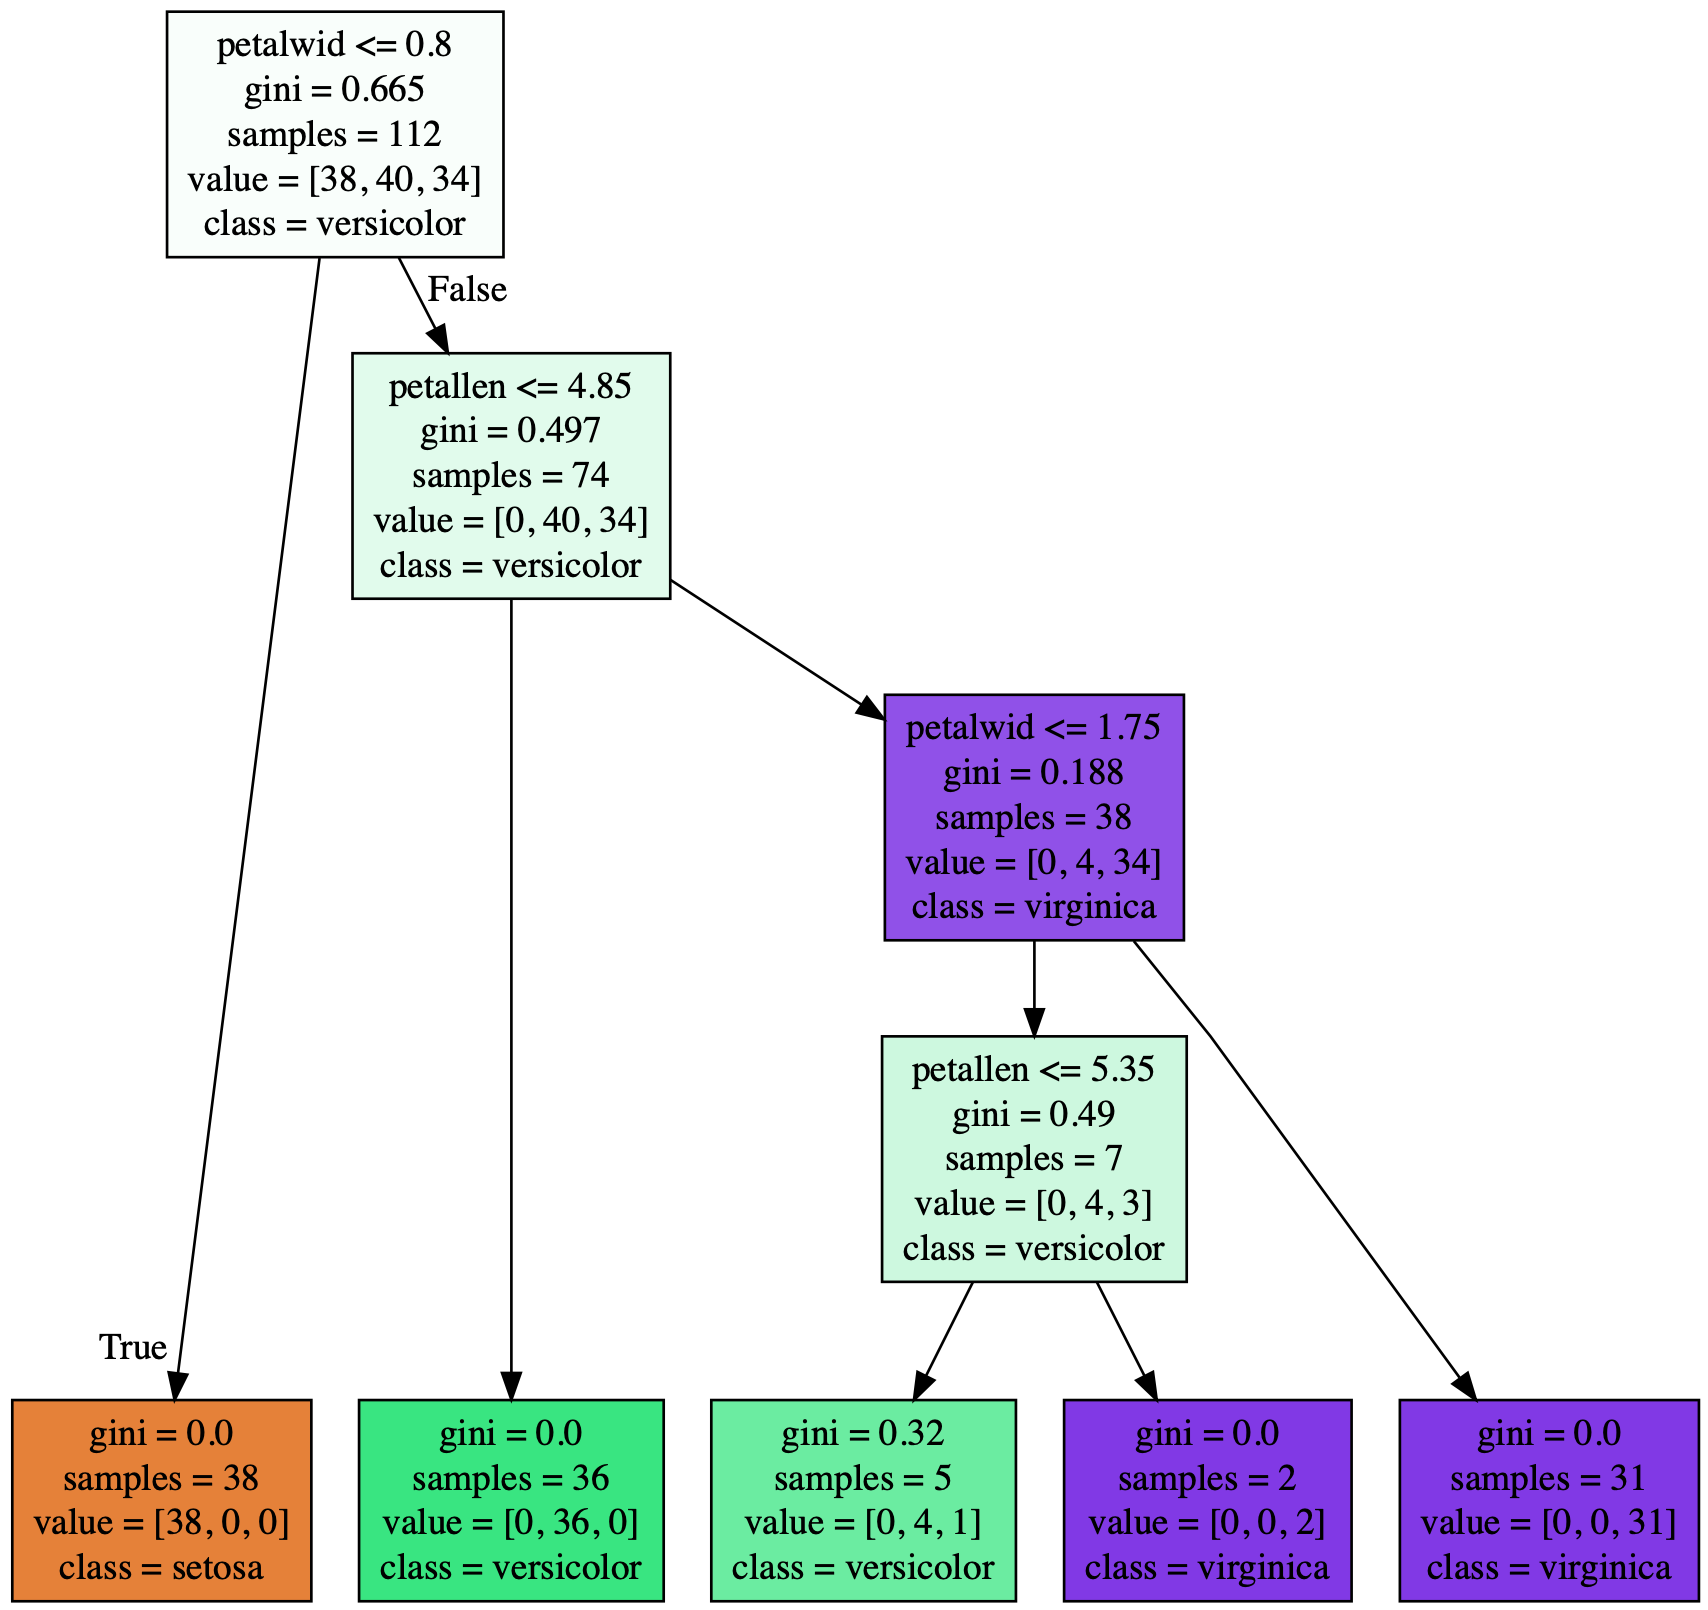 petalwid <= 0.8
gini = 0.665
samples = 112
value = [38, 40, 34]
class = versicolor
False
petallen <= 4.85
gini = 0.497
samples = 74
value = [0, 40, 34]
class = versicolor
petalwid <= 1.75
gini = 0.188
samples = 38
value = [0, 4, 34]
class = virginica
petallen <= 5.35
gini = 0.49
samples = 7
value = [0, 4, 3]
class = versicolor
True
gini = 0.0
samples = 38
value = [38, 0, 0]
class = setosa
gini = 0.0
samples = 36
value = [0, 36, 0]
class = versicolor
gini = 0.32
samples = 5
value = [0, 4, 1]
class = versicolor
gini = 0.0
samples = 2
value = [0, 0, 2]
class = virginica
gini = 0.0
samples = 31
value = [0, 0, 31]
class = virginica